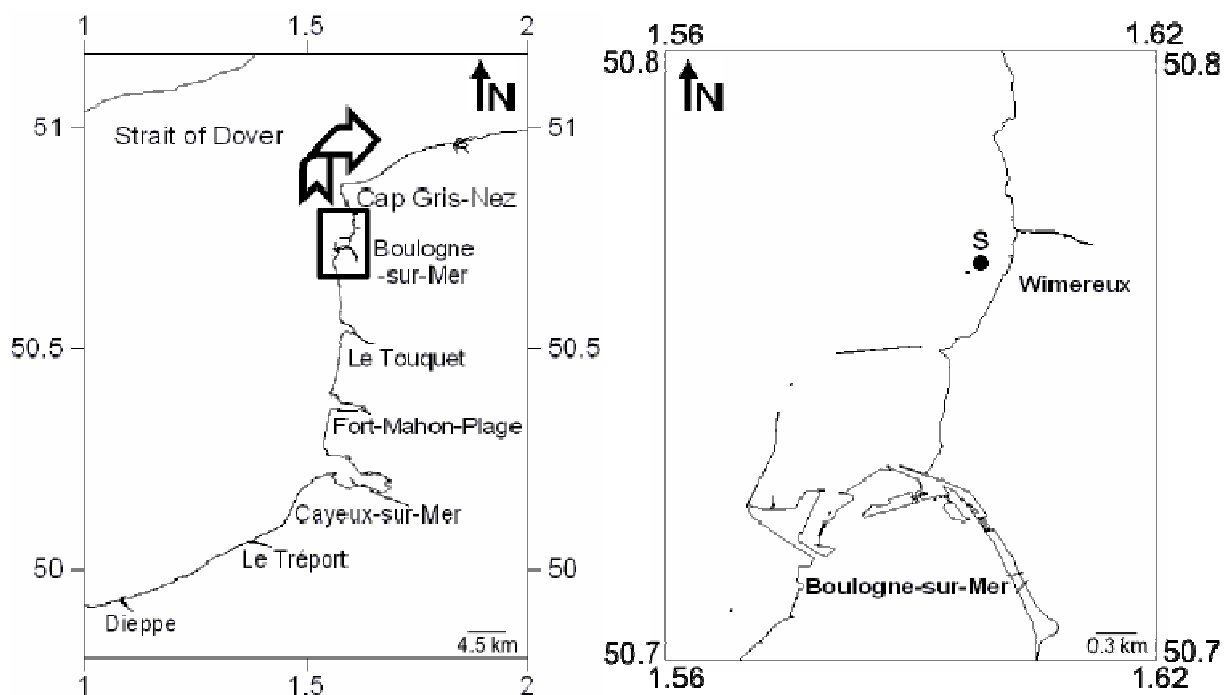 1 1.5 2
N
51 51
Strait of Dover
Cap Gris-Nez
Boulogne
-sur-Mer
50.5 50.5
Le Touquet
Fort-Mahon-Plage
Cayeux-sur-Mer
Le Tréport
50 50
Dieppe
4.5 km
1 1.5 2
1.56 1.62
50.8 50.8
N
S
Wimereux
Boulogne-sur-Mer
0.3 km
50.7 50.7
1.56 1.62